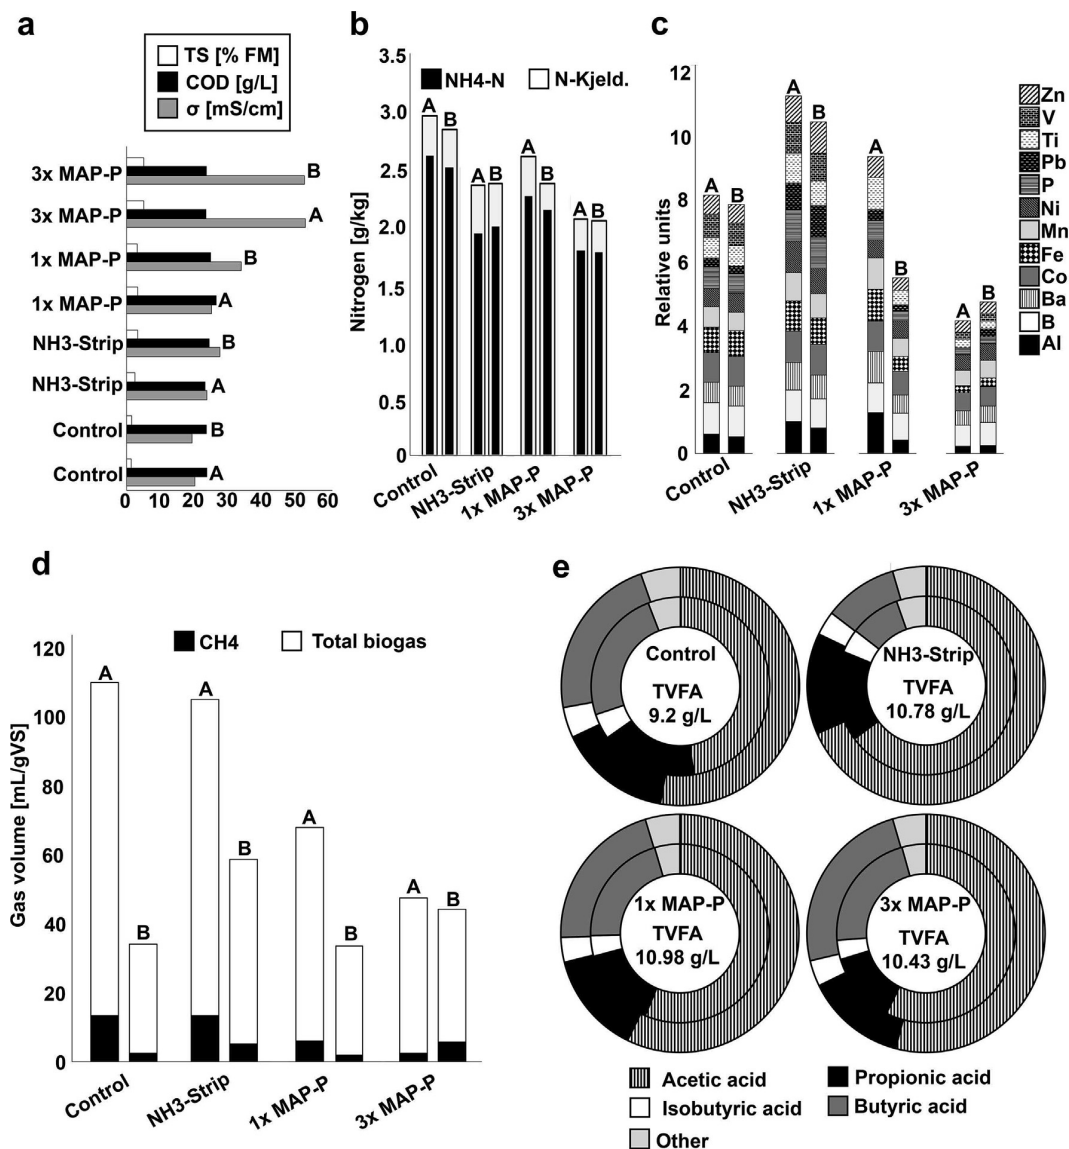 a
TS [% FM]
COD [g/L]
σ [mS/cm]
3x MAP-P B
3x MAP-P A
1x MAP-P B
1x MAP-P A
NH3-Strip B
NH3-Strip A
Control B
Control A
0 10 20 30 40 50 60
b
NH4-N N-Kjeld.
Nitrogen [g/kg]
3.5
3.0
2.5
2.0
1.5
1.0
0.5
0
A B A B A B A B
Control NH3-Strip 1x MAP-P 3x MAP-P
c
Relative units
12
10
8
6
4
2
0
A B A B A B A B
Control NH3-Strip 1x MAP-P 3x MAP-P
Zn
V
Ti
Pb
P
Ni
Mn
Fe
Co
Ba
B
Al
d
CH4 Total biogas
Gas volume [mL/gVS]
120
100
80
60
40
20
0
A B A B A B A B
Control NH3-Strip 1x MAP-P 3x MAP-P
e
Control
TVFA
9.2 g/L
NH3-Strip
TVFA
10.78 g/L
1x MAP-P
TVFA
10.98 g/L
3x MAP-P
TVFA
10.43 g/L
Acetic acid Propionic acid
Isobutyric acid Butyric acid
Other